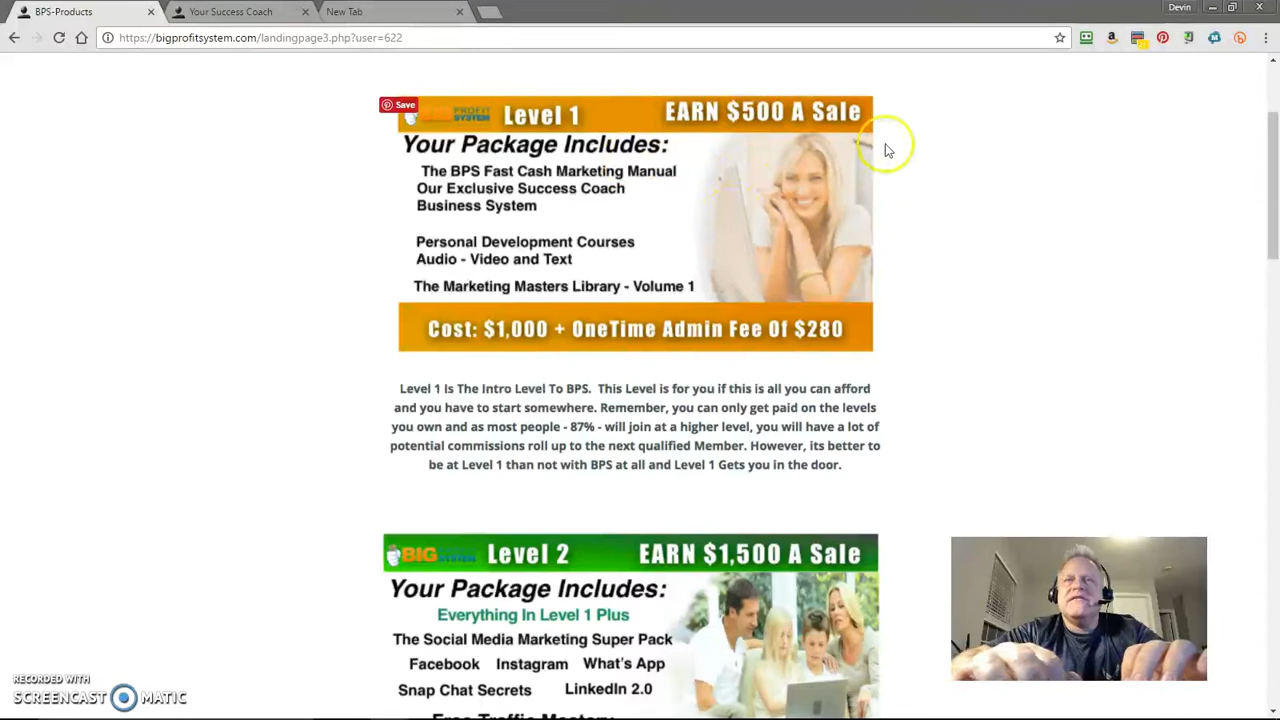 BPS-Products
Your Success Coach
New Tab
Devin
https://bigprofitsystem.com/landingpage3.php?user=622
Save
PROFIT
SYSTEM
Level 1
EARN $500 A Sale
Your Package Includes:
The BPS Fast Cash Marketing Manual
Our Exclusive Success Coach
Business System
Personal Development Courses
Audio - Video and Text
The Marketing Masters Library - Volume 1
Cost: $1,000 + OneTime Admin Fee Of $280
Level 1 Is The Intro Level To BPS. This Level is for you if this is all you can afford
and you have to start somewhere. Remember, you can only get paid on the levels
you own and as most people - 87% - will join at a higher level, you will have a lot of
potential commissions roll up to the next qualified Member. However, its better to
be at Level 1 than not with BPS at all and Level 1 Gets you in the door.
BIG
SYSTEM
Level 2
EARN $1,500 A Sale
Your Package Includes:
Everything In Level 1 Plus
The Social Media Marketing Super Pack
Facebook Instagram What's App
Snap Chat Secrets LinkedIn 2.0
Free Traffic Mastery
RECORDED WITH
SCREENCAST MATIC